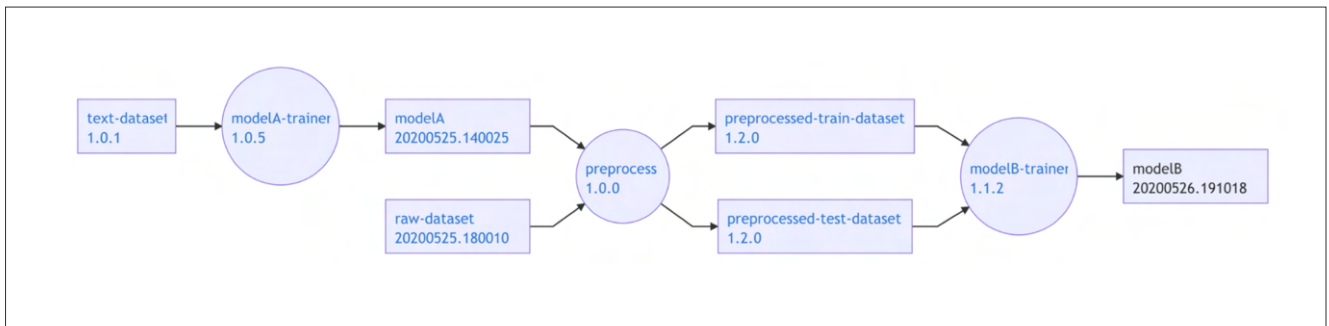 text-dataset
1.0.1
modelA-trainer
1.0.5
modelA
20200525.140025
raw-dataset
20200525.180010
preprocess
1.0.0
preprocessed-train-dataset
1.2.0
preprocessed-test-dataset
1.2.0
modelB-trainer
1.1.2
modelB
20200526.191018